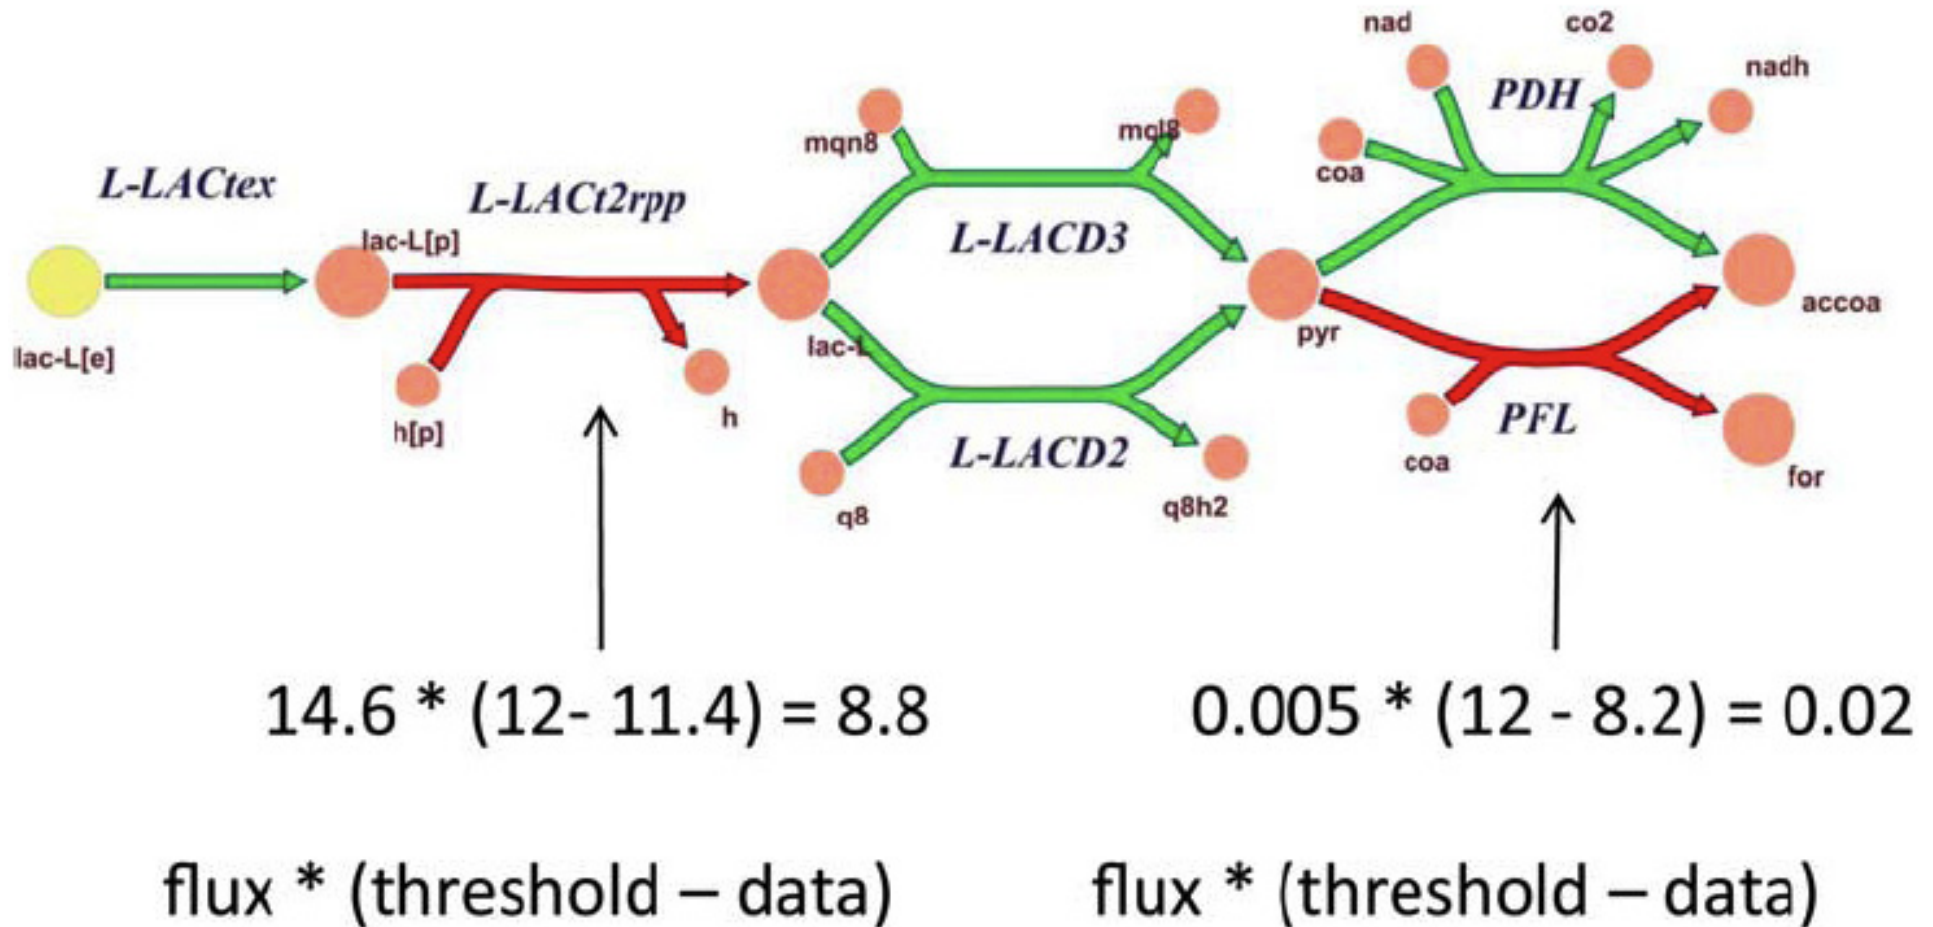 nad
co2
nadh
PDH
mqn8
mql8
coa
L-LACtex
L-LACt2rpp
lac-L[p]
L-LACD3
accoa
pyr
lac-L[e]
lac-L
h[p]
h
PFL
coa
L-LACD2
for
q8
q8h2
14.6 * (12- 11.4) = 8.8
0.005 * (12 - 8.2) = 0.02
flux * (threshold – data)
flux * (threshold – data)